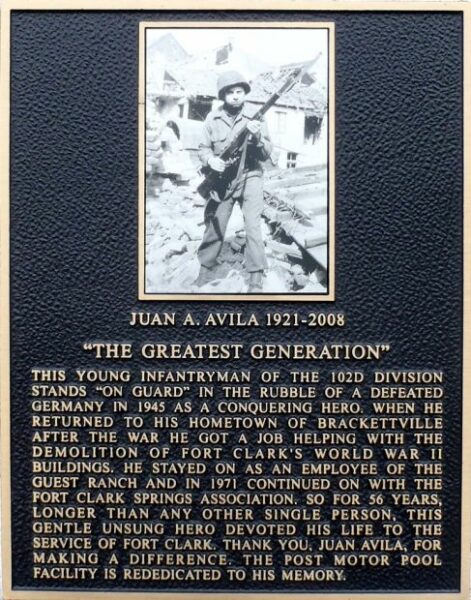 JUAN A. AVILA 1921-2008
“THE GREATEST GENERATION”
THIS YOUNG INFANTRYMAN OF THE 102D DIVISION
STANDS “ON GUARD” IN THE RUBBLE OF A DEFEATED
GERMANY IN 1945 AS A CONQUERING HERO. WHEN HE
RETURNED TO HIS HOMETOWN OF BRACKETTVILLE
AFTER THE WAR HE GOT A JOB HELPING WITH THE
DEMOLITION OF FORT CLARK'S WORLD WAR II
BUILDINGS. HE STAYED ON AS AN EMPLOYEE OF THE
GUEST RANCH AND IN 1971 CONTINUED ON WITH THE
FORT CLARK SPRINGS ASSOCIATION. SO FOR 56 YEARS,
LONGER THAN ANY OTHER SINGLE PERSON, THIS
GENTLE UNSUNG HERO DEVOTED HIS LIFE TO THE
SERVICE OF FORT CLARK. THANK YOU, JUAN AVILA, FOR
MAKING A DIFFERENCE. THE POST MOTOR POOL
FACILITY IS REDEDICATED TO HIS MEMORY.